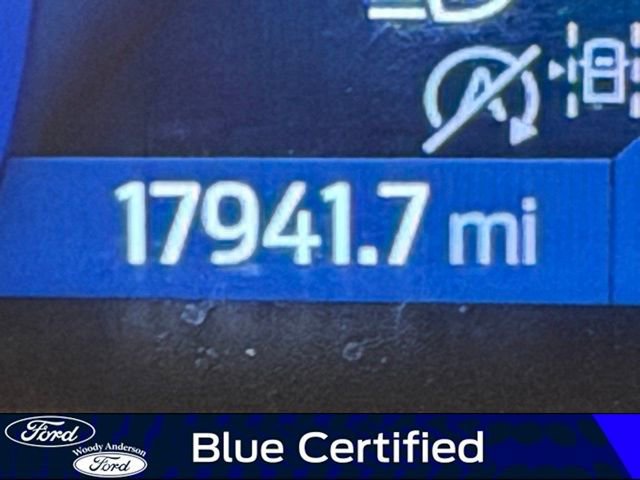 A
17941.7 mi
Ford
Woody Anderson
Ford
Blue Certified